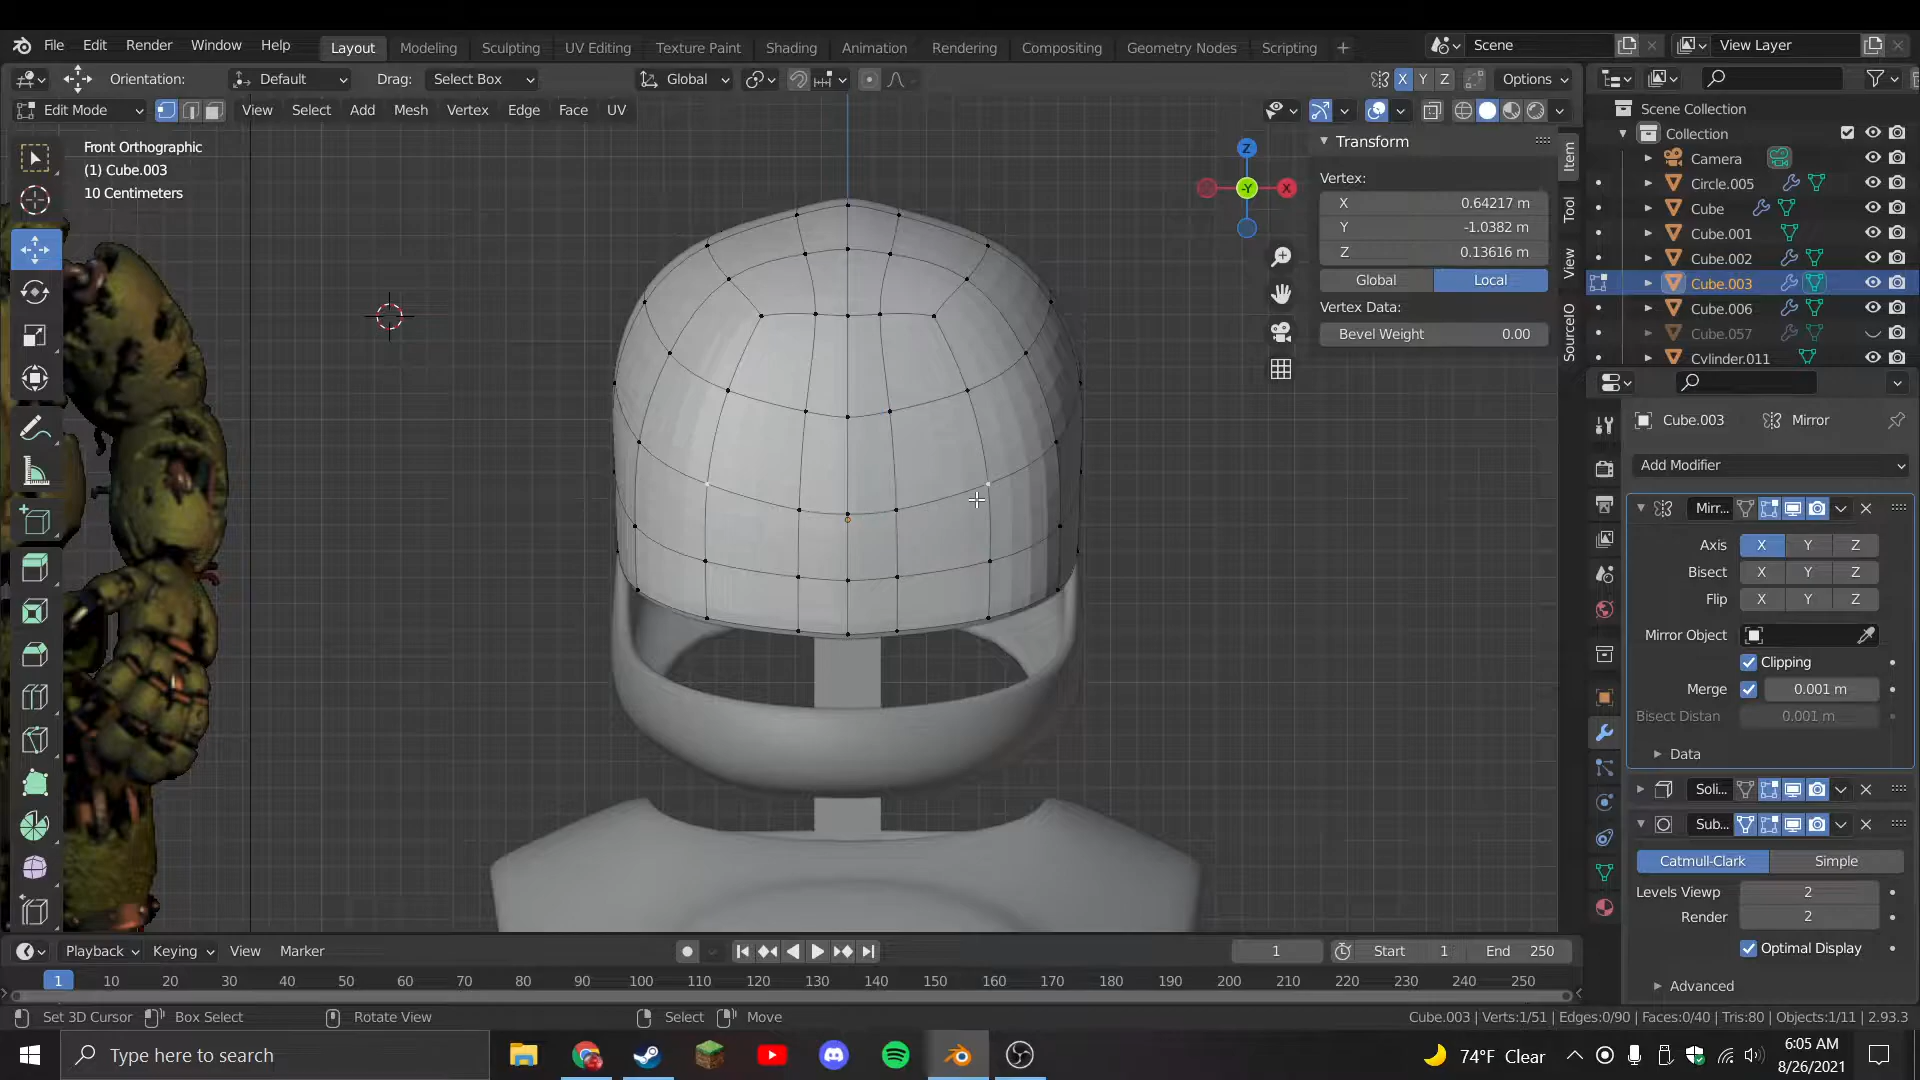 File Edit Render Window Help Layout Modeling Sculpting UV Editing Texture Paint Shading Animation Rendering Compositing Geometry Nodes Scripting Scene View Layer
Orientation: Default Drag: Select Box Global X Y Z Options
Edit Mode View Select Add Mesh Vertex Edge Face UV
Front Orthographic
(1) Cube.003
10 Centimeters
Z
X
-Y
Transform
Vertex:
X 0.64217 m
Y -1.0382 m
Z 0.13616 m
Global Local
Vertex Data:
Bevel Weight 0.00
Item
Tool
View
SourceIO
Scene Collection
Collection
Camera
Circle.005
Cube
Cube.001
Cube.002
Cube.003
Cube.006
Cube.057
Cylinder.011
Cube.003 Mirror
Add Modifier
Mirr...
Axis X Y Z
Bisect X Y Z
Flip X Y Z
Mirror Object
Clipping
Merge 0.001 m
Bisect Distan 0.001 m
Data
Soli...
Sub...
Catmull-Clark Simple
Levels Viewp 2
Render 2
Optimal Display
Advanced
Playback Keying View Marker 1 Start 1 End 250
1 10 20 30 40 50 60 70 80 90 100 110 120 130 140 150 160 170 180 190 200 210 220 230 240 250
Set 3D Cursor Box Select Rotate View Select Move Cube.003 | Verts:1/51 | Edges:0/90 | Faces:0/40 | Tris:80 | Objects:1/11 | 2.93.3
Type here to search 74°F Clear 6:05 AM
8/26/2021